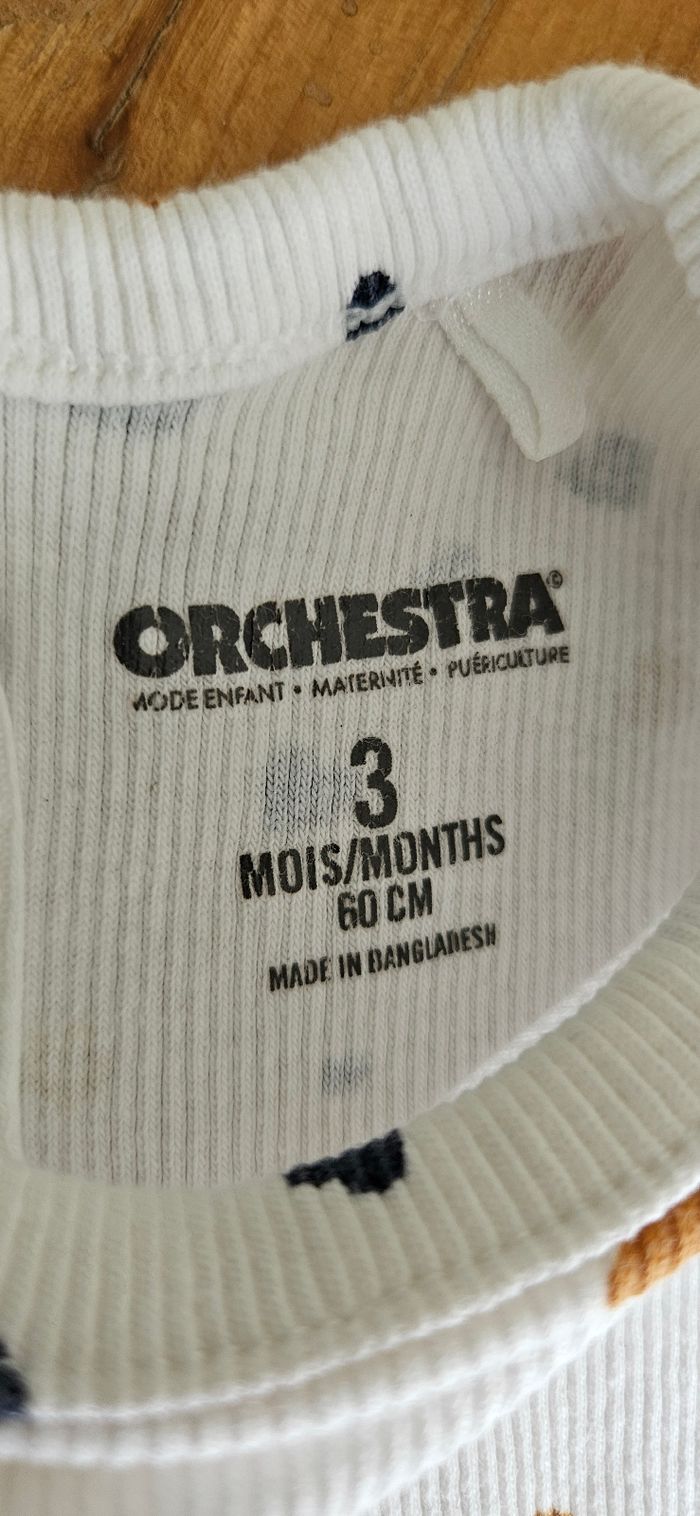 ORCHESTRA©
MODE ENFANT • MATERNITÉ • PUÉRICULTURE
3
MOIS/MONTHS
60 CM
MADE IN BANGLADESH